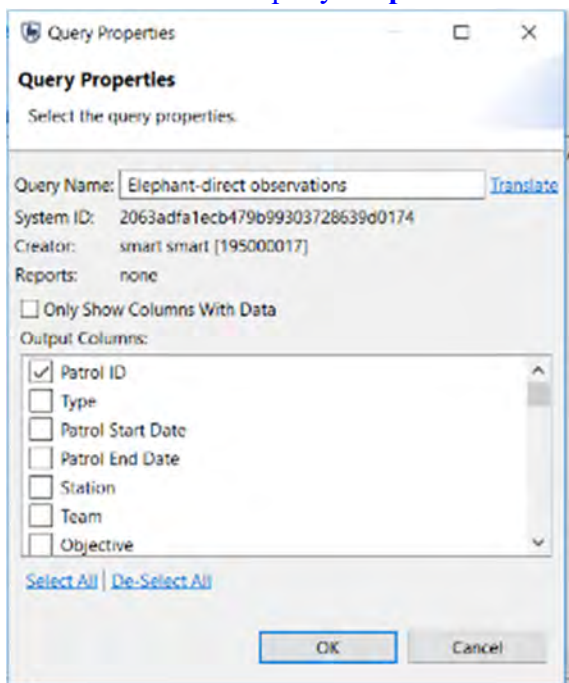 Query Properties
Query Properties
Select the query properties.
Query Name: Elephant-direct observations Translate
System ID: 2063adfa1ecb479b99303728639d0174
Creator: smart smart [195000017]
Reports: none
Only Show Columns With Data
Output Columns:
Patrol ID
Type
Patrol Start Date
Patrol End Date
Station
Team
Objective
Select All | De-Select All
OK Cancel